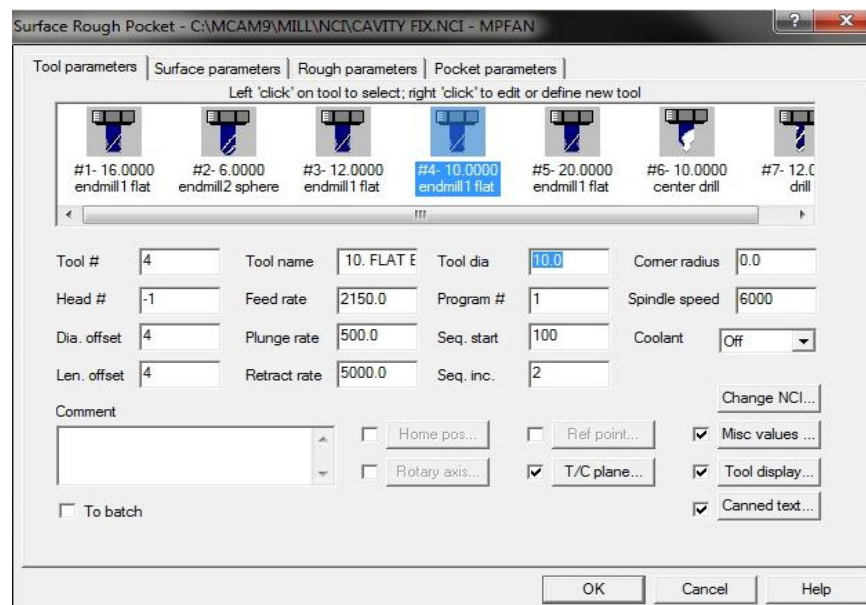 Surface Rough Pocket - C:\MCAM9\MILL\NCI\CAVITY FIX.NCI - MPFAN
Tool parameters Surface parameters Rough parameters Pocket parameters
Left 'click' on tool to select; right 'click' to edit or define new tool
#1- 16.0000 #2- 6.0000 #3- 12.0000 #4- 10.0000 #5- 20.0000 #6- 10.0000 #7- 12.0
endmill1 flat endmill2 sphere endmill1 flat endmill1 flat endmill1 flat center drill drill
Tool # 4 Tool name 10. FLAT E Tool dia 10.0 Corner radius 0.0
Head # -1 Feed rate 2150.0 Program # 1 Spindle speed 6000
Dia. offset 4 Plunge rate 500.0 Seq. start 100 Coolant Off
Len. offset 4 Retract rate 5000.0 Seq. inc. 2
Change NCI...
Comment Home pos... Ref point... Misc values ...
Rotary axis... T/C plane... Tool display...
To batch Canned text...
OK Cancel Help